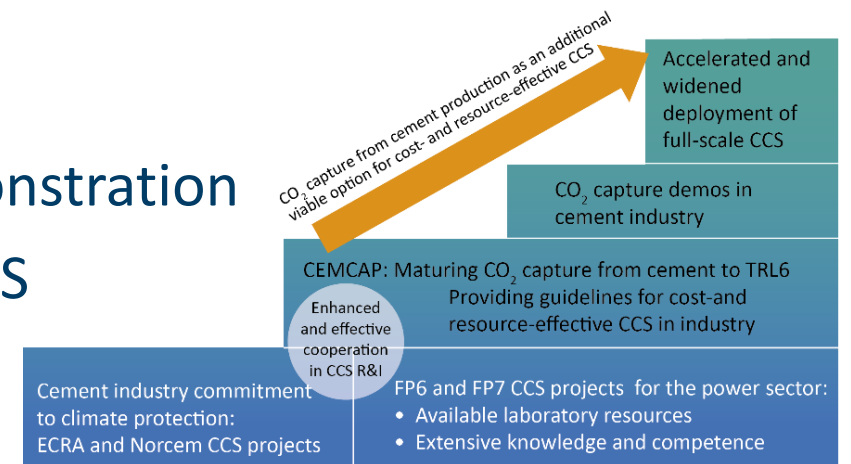 CO₂ capture from cement production as an additional
viable option for cost- and resource-effective CCS
Accelerated and
widened
deployment of
full-scale CCS
CO₂ capture demos in
cement industry
CEMCAP: Maturing CO₂ capture from cement to TRL6
Providing guidelines for cost-and
resource-effective CCS in industry
Enhanced
and effective
cooperation
in CCS R&I
Cement industry commitment
to climate protection:
ECRA and Norcem CCS projects
FP6 and FP7 CCS projects for the power sector:
• Available laboratory resources
• Extensive knowledge and competence